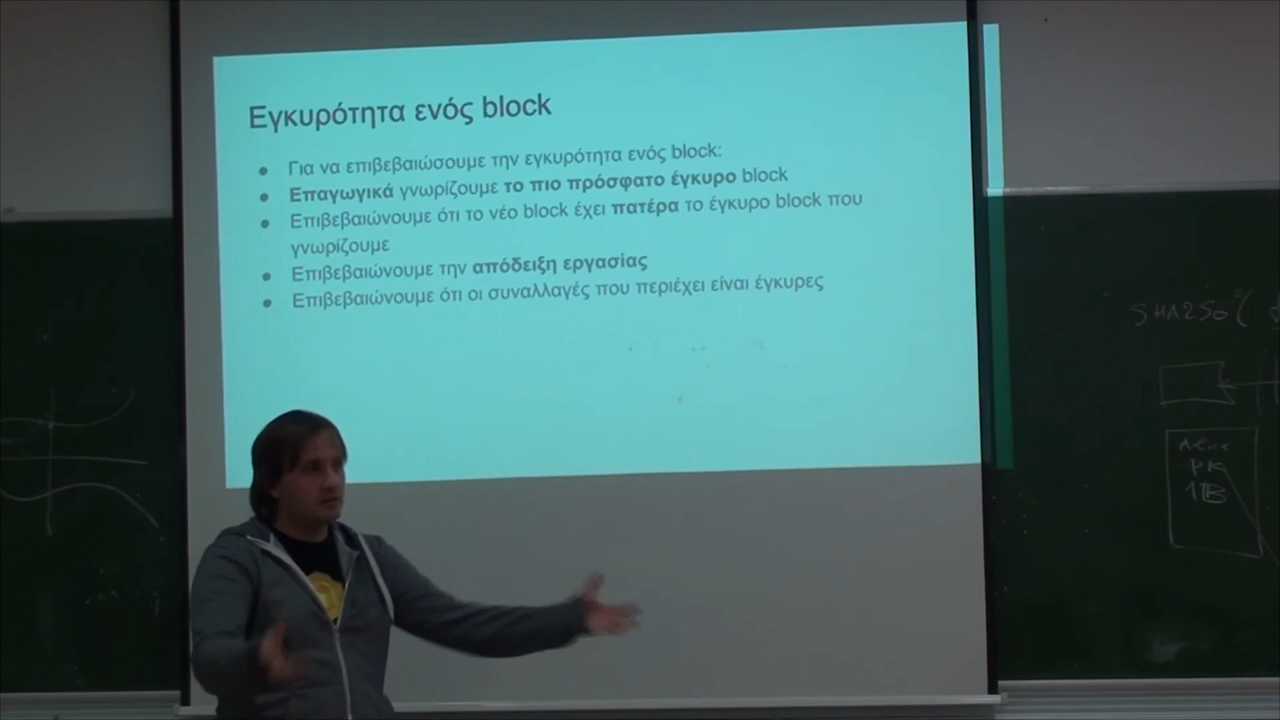 Εγκυρότητα ενός block
● Για να επιβεβαιώσουμε την εγκυρότητα ενός block:
● Επαγωγικά γνωρίζουμε το πιο πρόσφατο έγκυρο block
● Επιβεβαιώνουμε ότι το νέο block έχει πατέρα το έγκυρο block που
γνωρίζουμε
● Επιβεβαιώνουμε την απόδειξη εργασίας
● Επιβεβαιώνουμε ότι οι συναλλαγές που περιέχει είναι έγκυρες
SHA256(
Alice
PK
1B